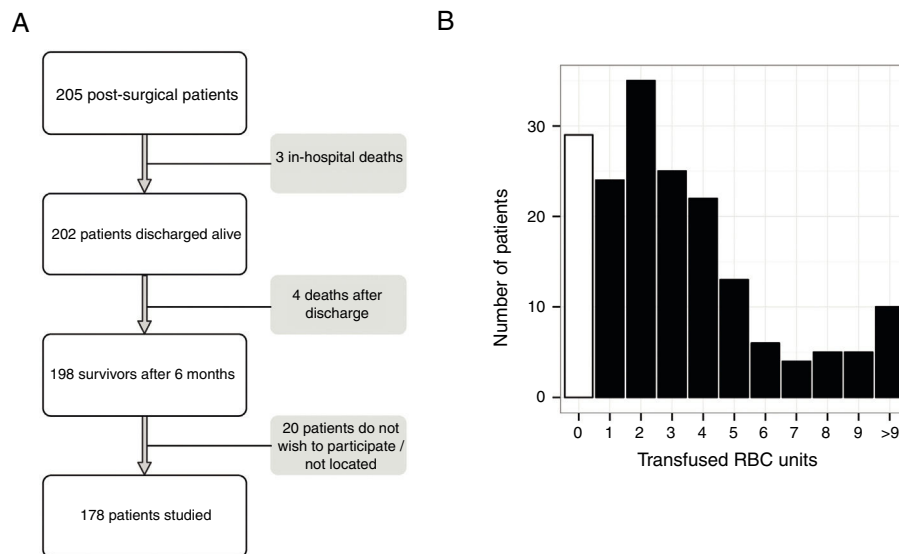 A
205 post-surgical patients
3 in-hospital deaths
202 patients discharged alive
4 deaths after
discharge
198 survivors after 6 months
20 patients do not
wish to participate /
not located
178 patients studied
B
Number of patients
30
20
10
0
0 1 2 3 4 5 6 7 8 9 >9
Transfused RBC units